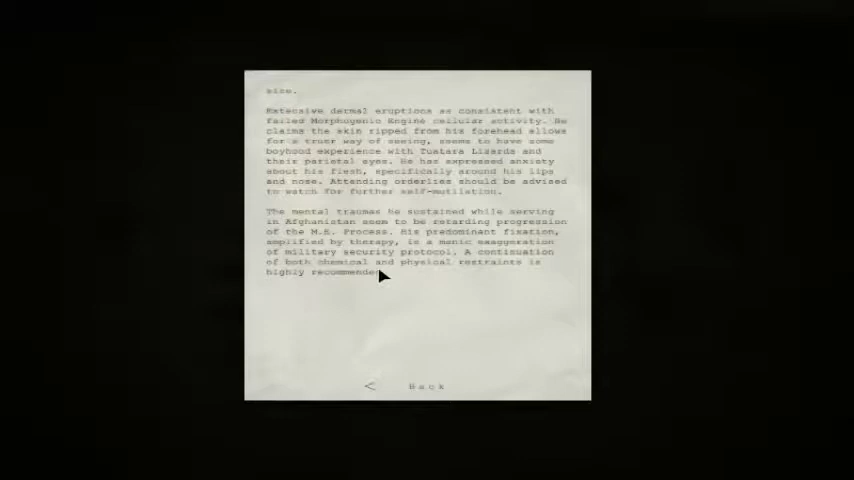 size.
Extensive dermal eruptions as consistent with
failed Morphogenic Engine cellular activity. He
claims the skin ripped from his forehead allows
for a truer way of seeing, seems to have some
boyhood experience with Tuatara Lizards and
their parietal eyes. He has expressed anxiety
about his flesh, specifically around his lips
and nose. Attending orderlies should be advised
to watch for further self-mutilation.
The mental traumas he sustained while serving
in Afghanistan seem to be retarding progression
of the M.E. Process. His predominant fixation,
amplified by therapy, is a manic exaggeration
of military security protocol. A continuation
of both chemical and physical restraints is
highly recommended
< Back